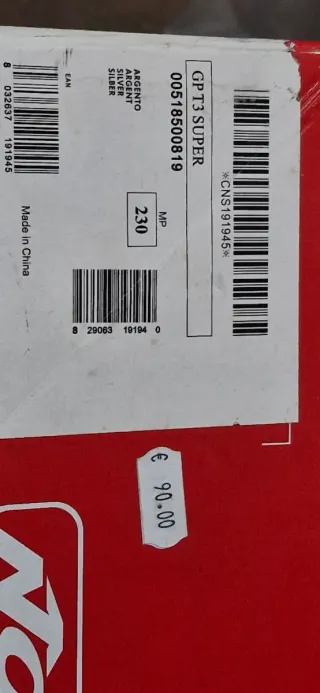 *CNS191945*
GP T3 SUPER
00518500819
ARGENTO
ARGENT
SILVER
SILBER
MP
230
8 29063 19194 0
EAN
8 032637 191945
Made in China
€ 90.00